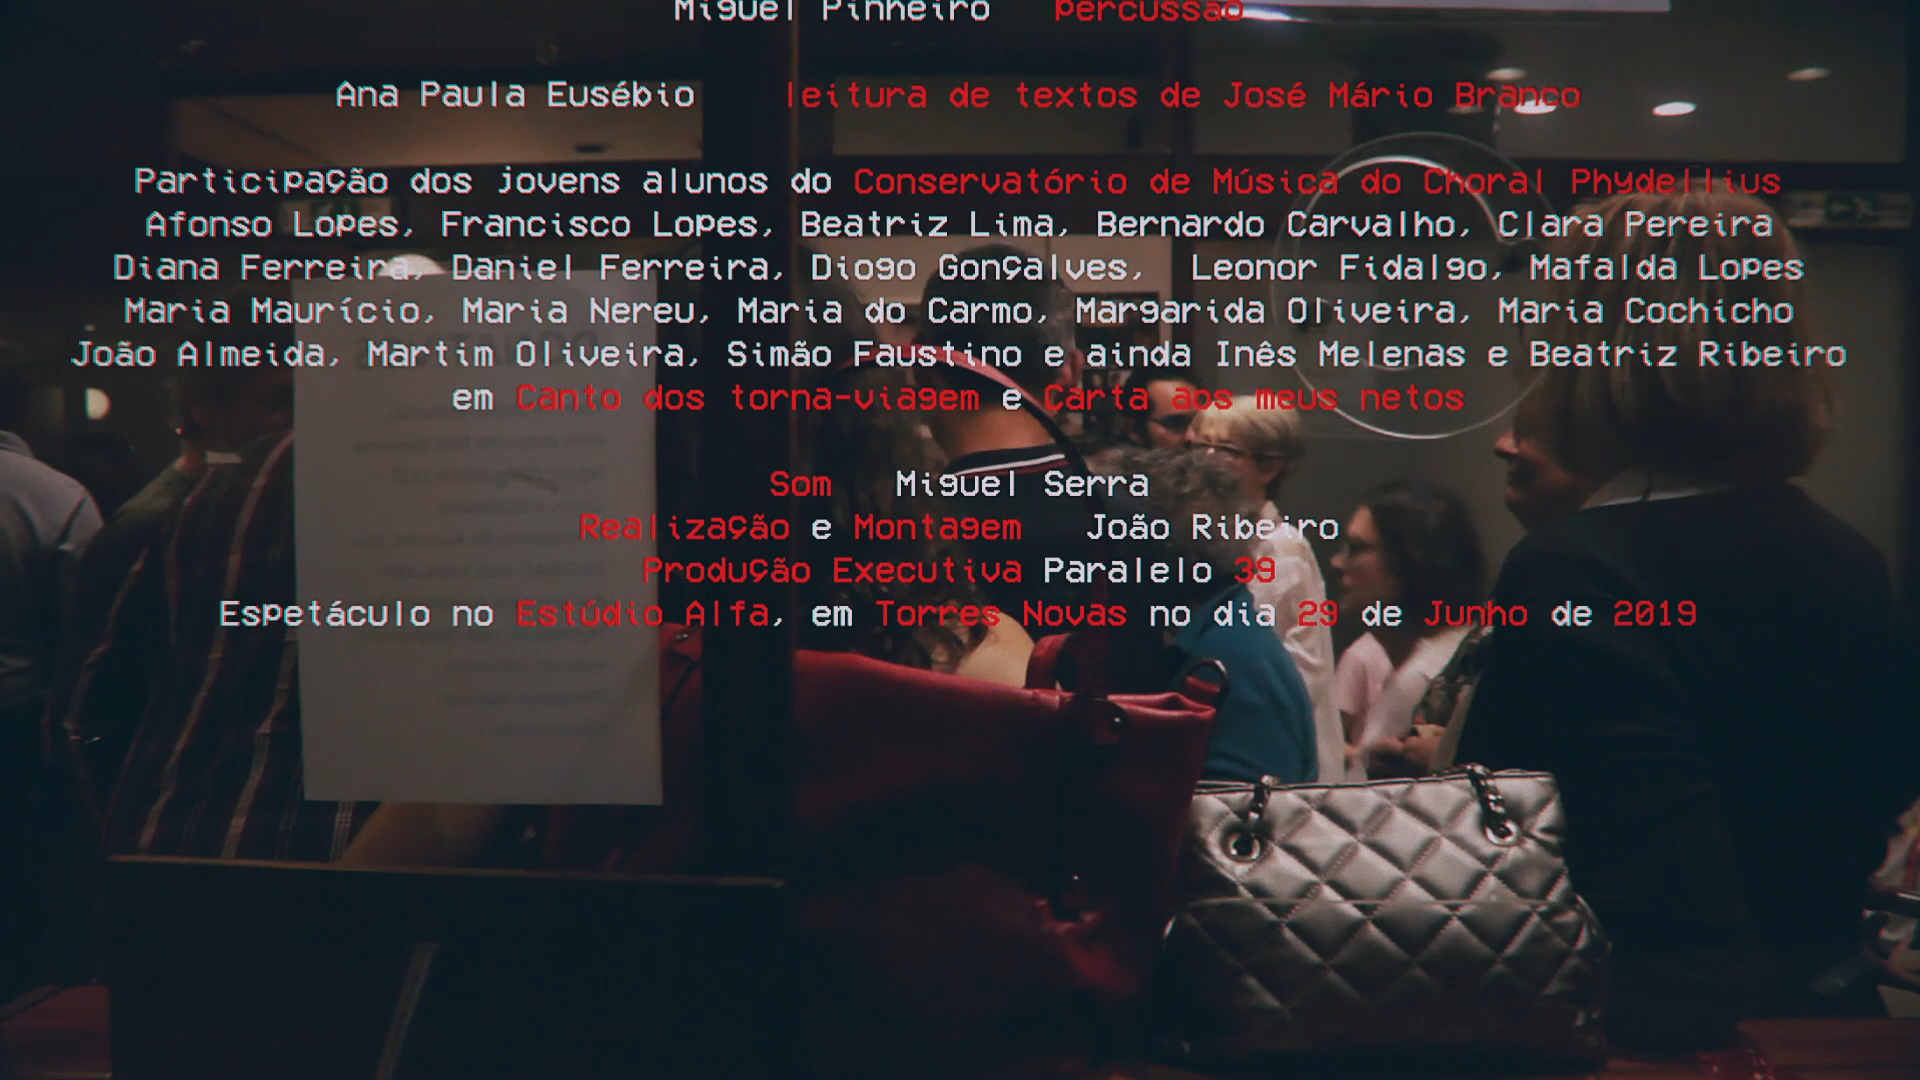 Miguel Pinheiro percussão
Ana Paula Eusébio leitura de textos de José Mário Branco
Participação dos jovens alunos do Conservatório de Música do Choral Phydellius
Afonso Lopes, Francisco Lopes, Beatriz Lima, Bernardo Carvalho, Clara Pereira
Diana Ferreira, Daniel Ferreira, Diogo Gonçalves, Leonor Fidalgo, Mafalda Lopes
Maria Maurício, Maria Nereu, Maria do Carmo, Margarida Oliveira, Maria Cochicho
João Almeida, Martim Oliveira, Simão Faustino e ainda Inês Melenas e Beatriz Ribeiro
em Canto dos torna-viagem e Carta aos meus netos
Som Miguel Serra
Realização e Montagem João Ribeiro
Produção Executiva Paralelo 39
Espetáculo no Estúdio Alfa, em Torres Novas no dia 29 de Junho de 2019